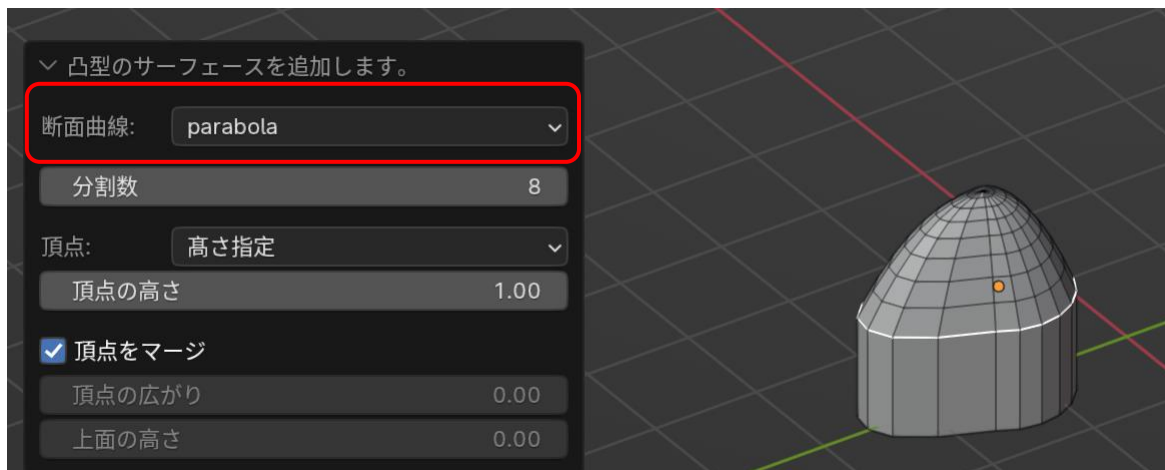 凸型のサーフェースを追加します。
断面曲線: parabola
分割数 8
頂点: 髙さ指定
頂点の高さ 1.00
頂点をマージ
頂点の広がり 0.00
上面の高さ 0.00